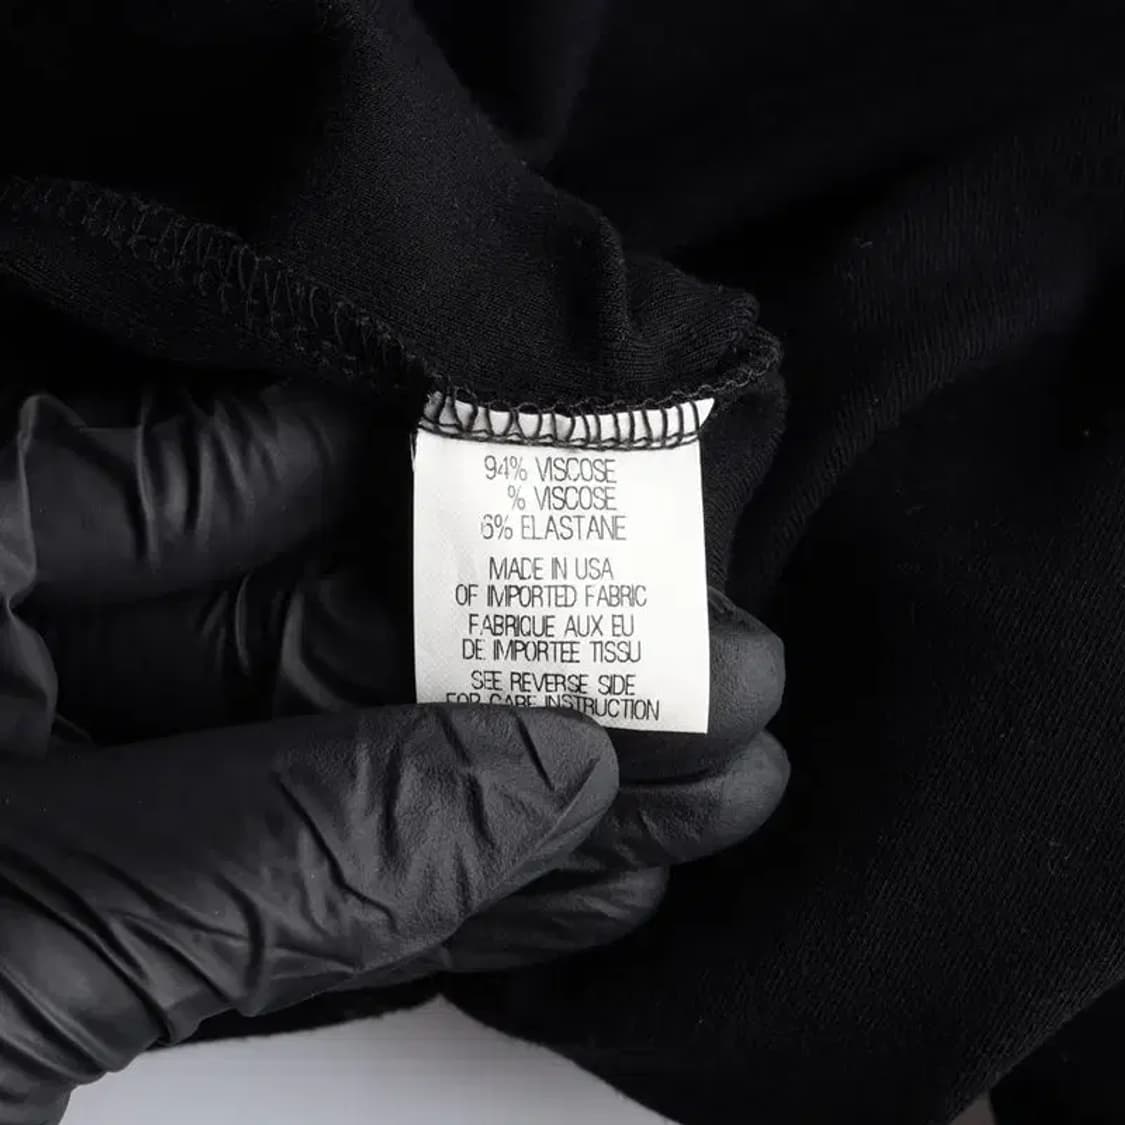 94% VISCOSE
% VISCOSE
6% ELASTANE
MADE IN USA
OF IMPORTED FABRIC
FABRIQUE AUX EU
DE IMPORTEE TISSU
SEE REVERSE SIDE
FOR CARE INSTRUCTION